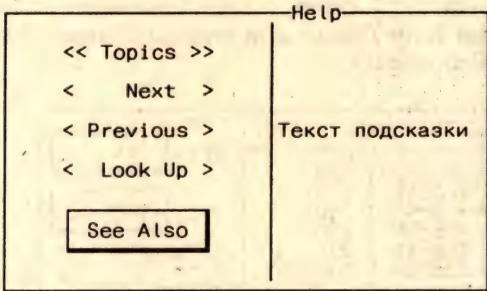 Help
<< Topics >>
< Next >
< Previous >
Текст подсказки
< Look Up >
See Also